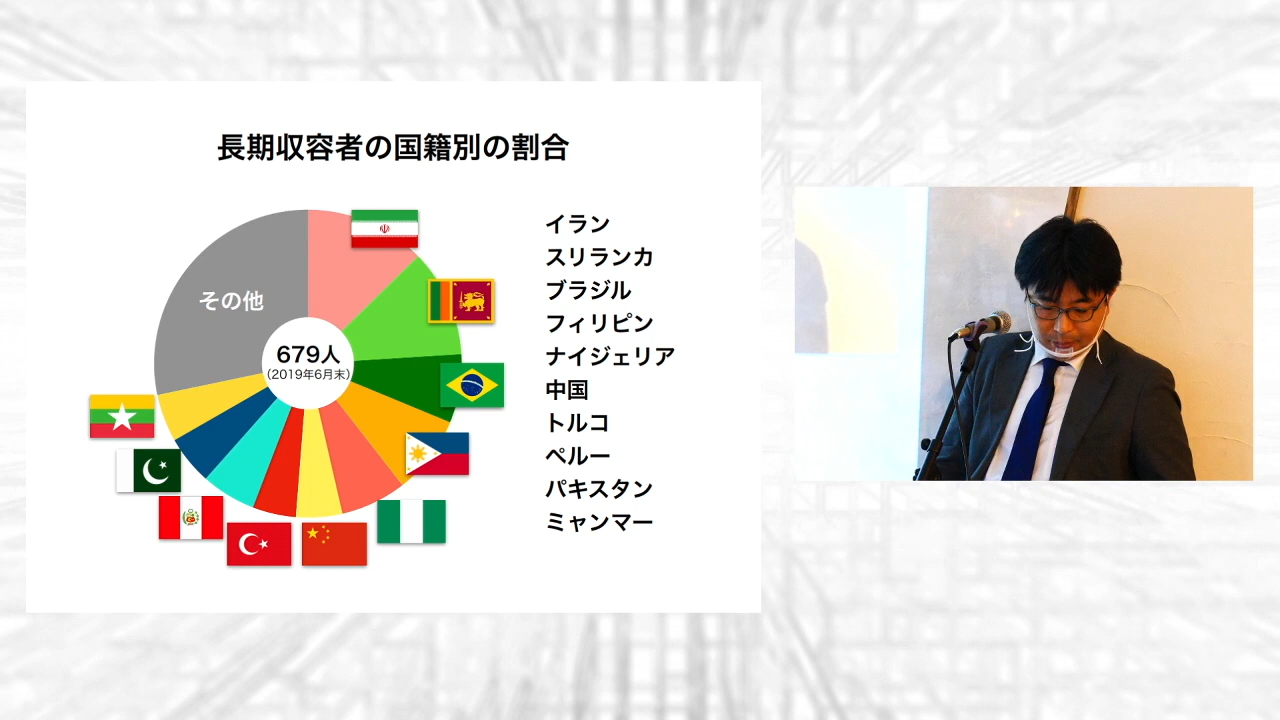 長期収容者の国籍別の割合
その他
679人
(2019年6月末)
イラン
スリランカ
ブラジル
フィリピン
ナイジェリア
中国
トルコ
ペルー
パキスタン
ミャンマー